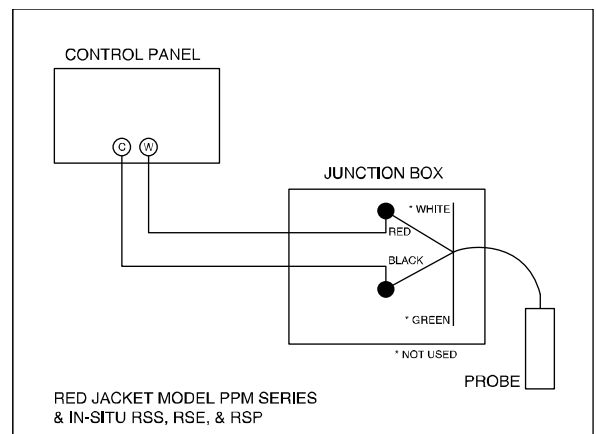 CONTROL PANEL
C W
JUNCTION BOX
* WHITE
RED
BLACK
* GREEN
* NOT USED
PROBE
RED JACKET MODEL PPM SERIES
& IN-SITU RSS, RSE, & RSP